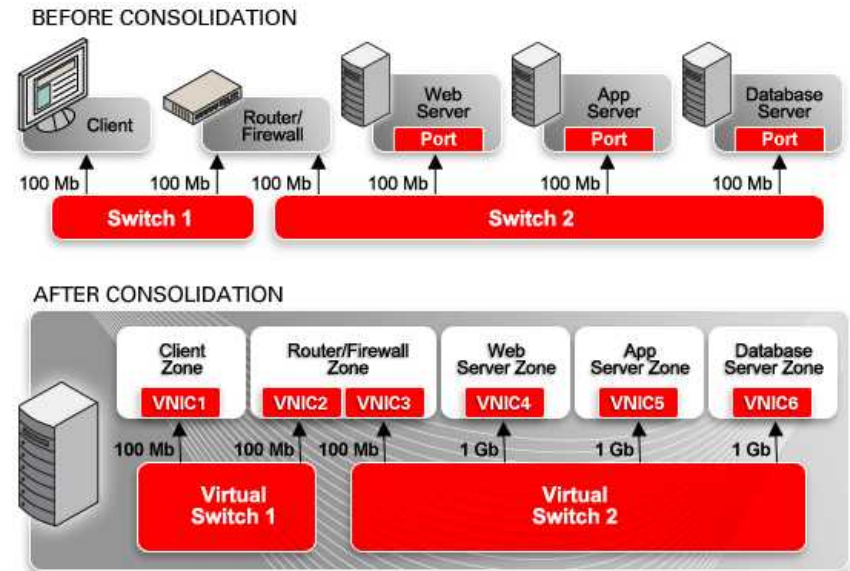 BEFORE CONSOLIDATION
Client
Router/
Firewall
Web
Server
Port
App
Server
Port
Database
Server
Port
100 Mb
100 Mb
100 Mb
100 Mb
100 Mb
100 Mb
Switch 1
Switch 2
AFTER CONSOLIDATION
Client
Zone
VNIC1
Router/Firewall
Zone
VNIC2
VNIC3
Web
Server Zone
VNIC4
App
Server Zone
VNIC5
Database
Server Zone
VNIC6
100 Mb
100 Mb
100 Mb
1 Gb
1 Gb
1 Gb
Virtual
Switch 1
Virtual
Switch 2